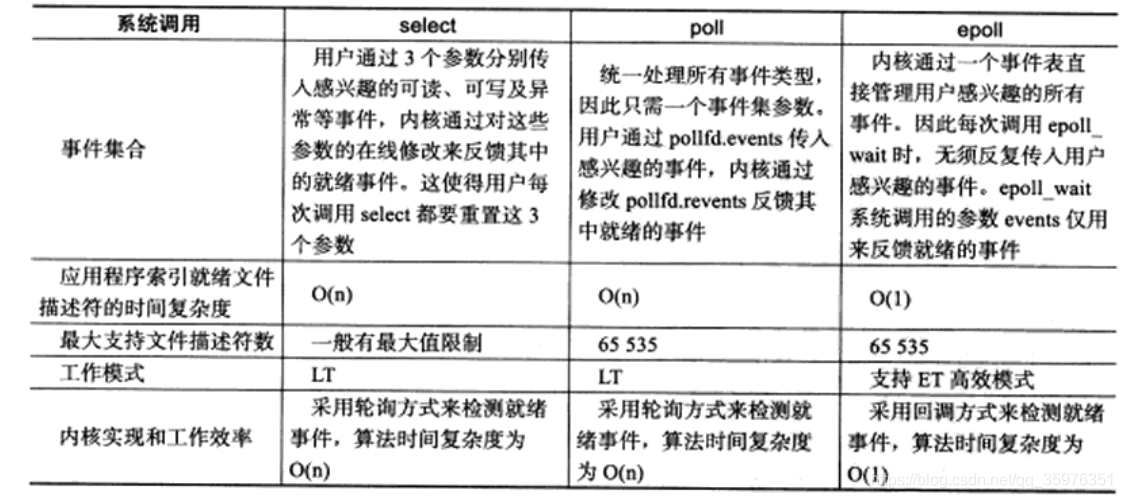 系统调用 select poll epoll
事件集合
用户通过 3 个参数分别传
入感兴趣的可读、可写及异
常等事件，内核通过对这些
参数的在线修改来反馈其中
的就绪事件。这使得用户每
次调用 select 都要重置这 3
个参数
统一处理所有事件类型，
因此只需一个事件集参数。
用户通过 pollfd.events 传入
感兴趣的事件，内核通过
修改 pollfd.revents 反馈其
中就绪的事件
内核通过一个事件表直
接管理用户感兴趣的所有
事件。因此每次调用 epoll_
wait 时，无须反复传入用户
感兴趣的事件。epoll_wait
系统调用的参数 events 仅用
来反馈就绪的事件
应用程序索引就绪文件
描述符的时间复杂度
O(n)
O(n)
O(1)
最大支持文件描述符数
一般有最大值限制
65 535
65 535
工作模式
LT
LT
支持 ET 高效模式
内核实现和工作效率
采用轮询方式来检测就绪
事件，算法时间复杂度为
O(n)
采用轮询方式来检测就
绪事件，算法时间复杂度
为 O(n)
采用回调方式来检测就绪
事件，算法时间复杂度为
O(1)
https://blog.csdn.net/qq_35976351